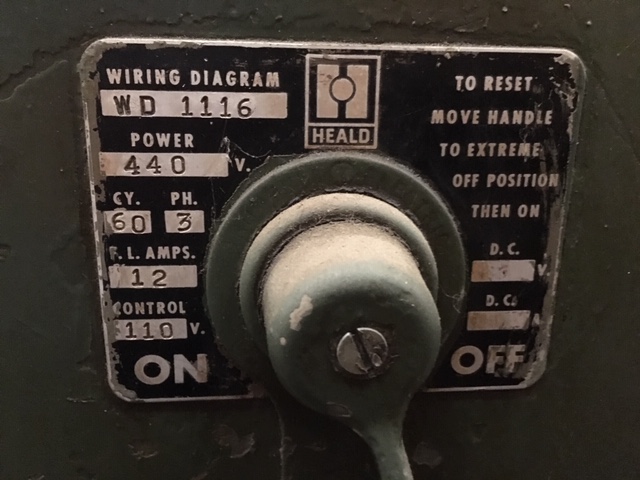 WIRING DIAGRAM
WD 1116
POWER
440 V.
CY. PH.
60 3
F.L. AMPS.
12
CONTROL
110 V.
ON
HEALD
TO RESET
MOVE HANDLE
TO EXTREME
OFF POSITION
THEN ON
D.C.
V.
D.C.
A
OFF